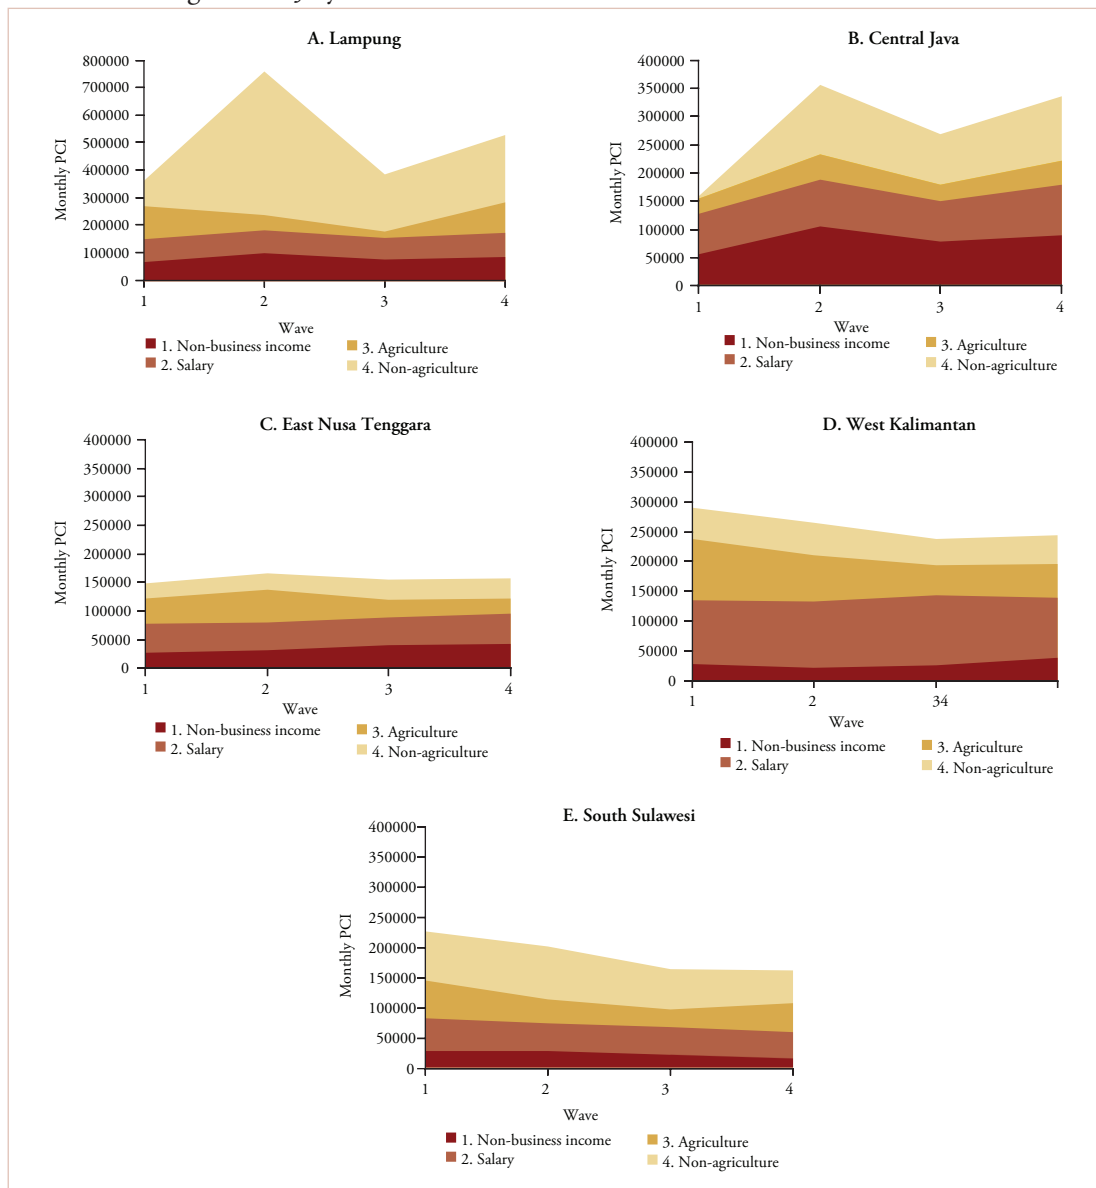 A. Lampung
800000
700000
600000
500000
400000
300000
200000
100000
0
Monthly PCI
1 2 3 4
Wave
1. Non-business income 3. Agriculture
2. Salary 4. Non-agriculture
B. Central Java
400000
350000
300000
250000
200000
150000
100000
50000
0
Monthly PCI
1 2 3 4
Wave
1. Non-business income 3. Agriculture
2. Salary 4. Non-agriculture
C. East Nusa Tenggara
400000
350000
300000
250000
200000
150000
100000
50000
0
Monthly PCI
1 2 3 4
Wave
1. Non-business income 3. Agriculture
2. Salary 4. Non-agriculture
D. West Kalimantan
400000
350000
300000
250000
200000
150000
100000
50000
0
Monthly PCI
1 2 34
Wave
1. Non-business income 3. Agriculture
2. Salary 4. Non-agriculture
E. South Sulawesi
400000
350000
300000
250000
200000
150000
100000
50000
0
Monthly PCI
1 2 3 4
Wave
1. Non-business income 3. Agriculture
2. Salary 4. Non-agriculture